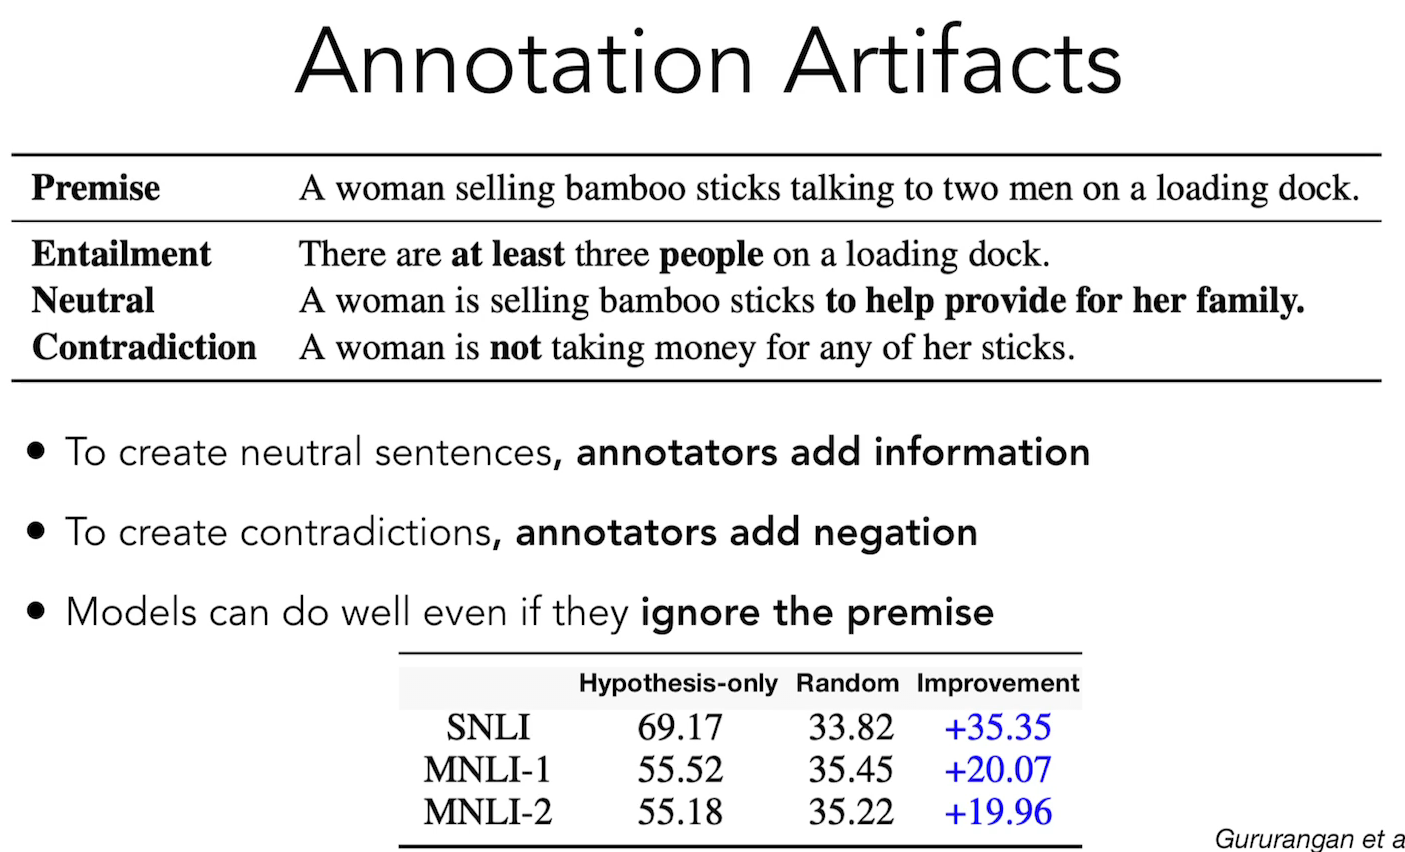 Annotation Artifacts
Premise A woman selling bamboo sticks talking to two men on a loading dock.
Entailment There are at least three people on a loading dock.
Neutral A woman is selling bamboo sticks to help provide for her family.
Contradiction A woman is not taking money for any of her sticks.
• To create neutral sentences, annotators add information
• To create contradictions, annotators add negation
• Models can do well even if they ignore the premise
Hypothesis-only Random Improvement
SNLI 69.17 33.82 +35.35
MNLI-1 55.52 35.45 +20.07
MNLI-2 55.18 35.22 +19.96
Gururangan et a